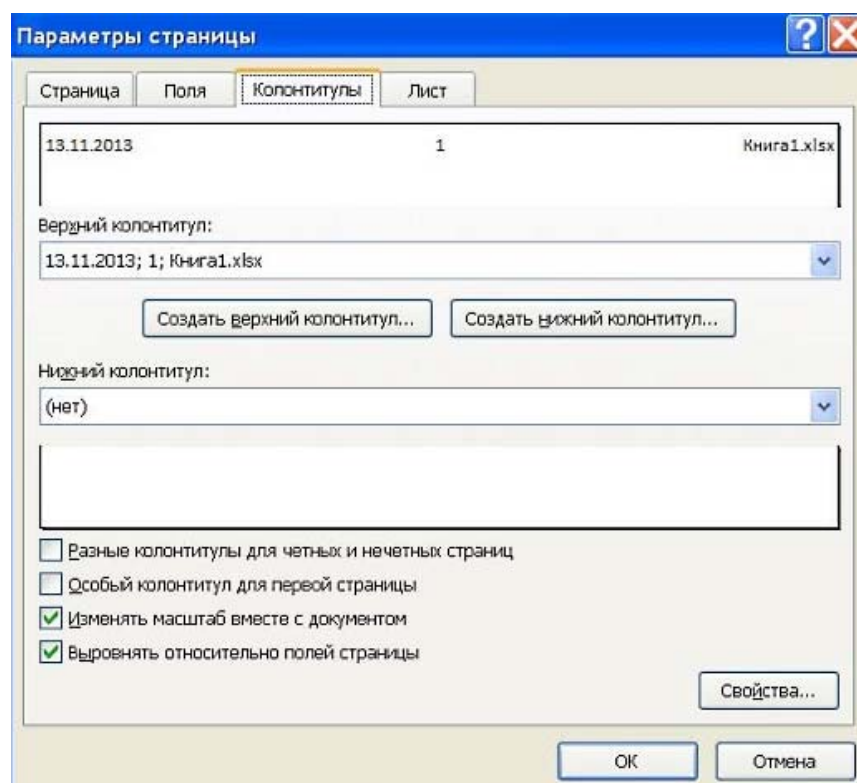 Параметры страницы
Страница Поля Колонтитулы Лист
13.11.2013 1 Книга1.xlsx
Верхний колонтитул:
13.11.2013; 1; Книга1.xlsx
Создать верхний колонтитул... Создать нижний колонтитул...
Нижний колонтитул:
(нет)
Разные колонтитулы для четных и нечетных страниц
Особый колонтитул для первой страницы
Изменять масштаб вместе с документом
Выровнять относительно полей страницы
Свойства...
ОК Отмена